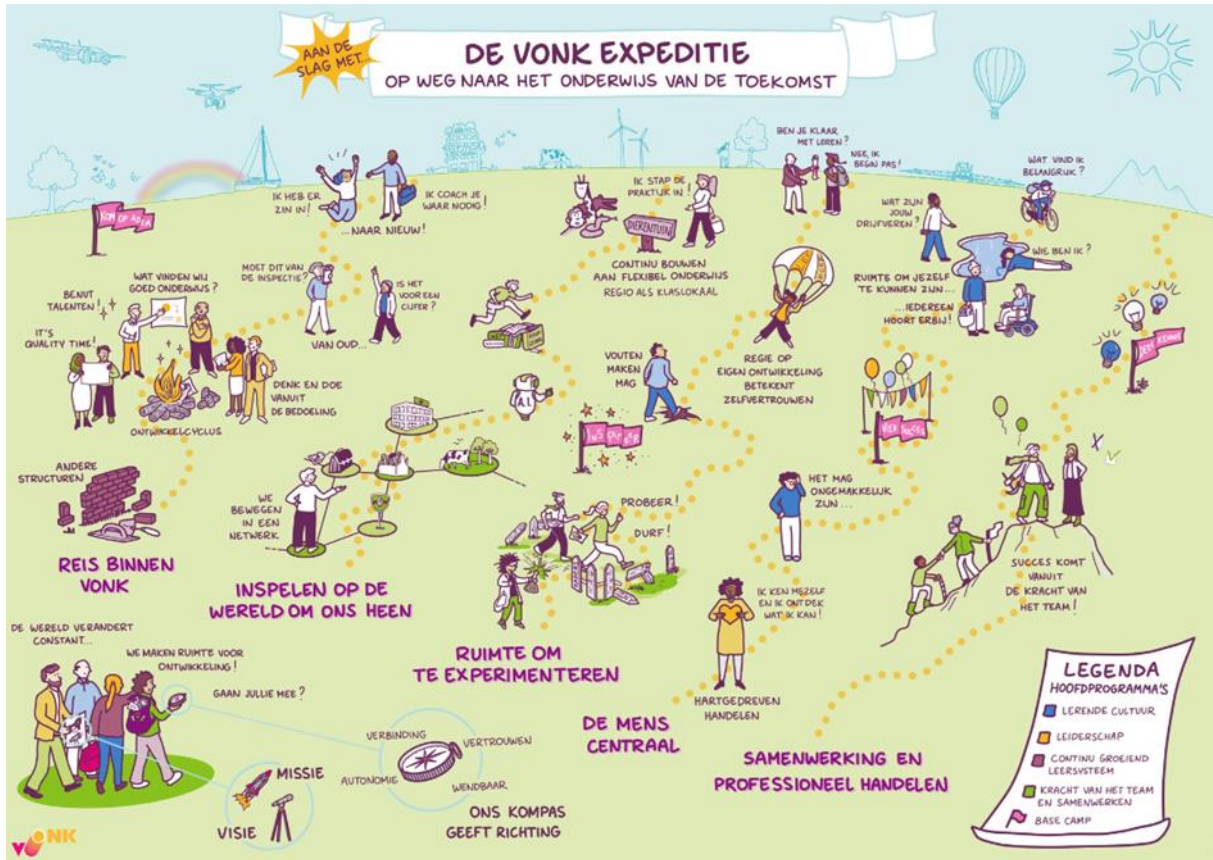 AAN DE
SLAG MET...
DE VONK EXPEDITIE
OP WEG NAAR HET ONDERWIJS VAN DE TOEKOMST
BEN JE KLAAR
MET LEREN?
NEE, IK
BEGIN PAS!
WAT VIND IK
BELANGRIJK?
IK HEB ER
ZIN IN!
IK COACH JE
WAAR NODIG!
...NAAR NIEUW!
IK STAP DE
PRAKTIJK IN!
DIERENTUIN
CONTINU BOUWEN
AAN FLEXIBEL ONDERWIJS
REGIO ALS KLASLOKAAL
WAT ZIJN
JOUW
DRIJFVEREN?
WIE BEN IK?
RUIMTE OM JEZELF
TE KUNNEN ZIJN...
...IEDEREEN
HOORT ERBIJ!
KOM OP ADEM
WAT VINDEN WIJ
GOED ONDERWIJS?
BENUT
TALENTEN!
IT'S
QUALITY TIME!
DENK EN DOE
VANUIT
DE BEDOELING
ONTWIKKELCYCLUS
MOET DIT VAN
DE INSPECTIE?
IS HET
VOOR EEN
CIJFER?
VAN OUD...
A.I.
FOUTEN
MAKEN
MAG
REGIE OP
EIGEN ONTWIKKELING
BETEKENT
ZELFVERTROUWEN
INSPIREER
VIER SUCCES
DEEL KENNIS
ANDERE
STRUCTUREN
REIS BINNEN
VONK
WE
BEWEGEN
IN EEN
NETWERK
INSPELEN OP DE
WERELD OM ONS HEEN
PROBEER!
DURF!
RUIMTE OM
TE EXPERIMENTEREN
HET MAG
ONGEMAKKELIJK
ZIJN...
IK KEN MEZELF
EN IK ONTDEK
WAT IK KAN!
HARTGEDREVEN
HANDELEN
DE MENS
CENTRAAL
SUCCES KOMT
VANUIT
DE KRACHT VAN
HET TEAM!
SAMENWERKING EN
PROFESSIONEEL HANDELEN
DE WERELD VERANDERT
CONSTANT...
WE MAKEN RUIMTE VOOR
ONTWIKKELING!
GAAN JULLIE MEE?
MISSIE
VISIE
VERBINDING
VERTROUWEN
AUTONOMIE
WENDBAAR
ONS KOMPAS
GEEFT RICHTING
LEGENDA
HOOFDPROGRAMMA'S
LERENDE CULTUUR
LEIDERSCHAP
CONTINU GROEIEND
LEERSYSTEEM
KRACHT VAN HET TEAM
EN SAMENWERKEN
BASE CAMP
VONK